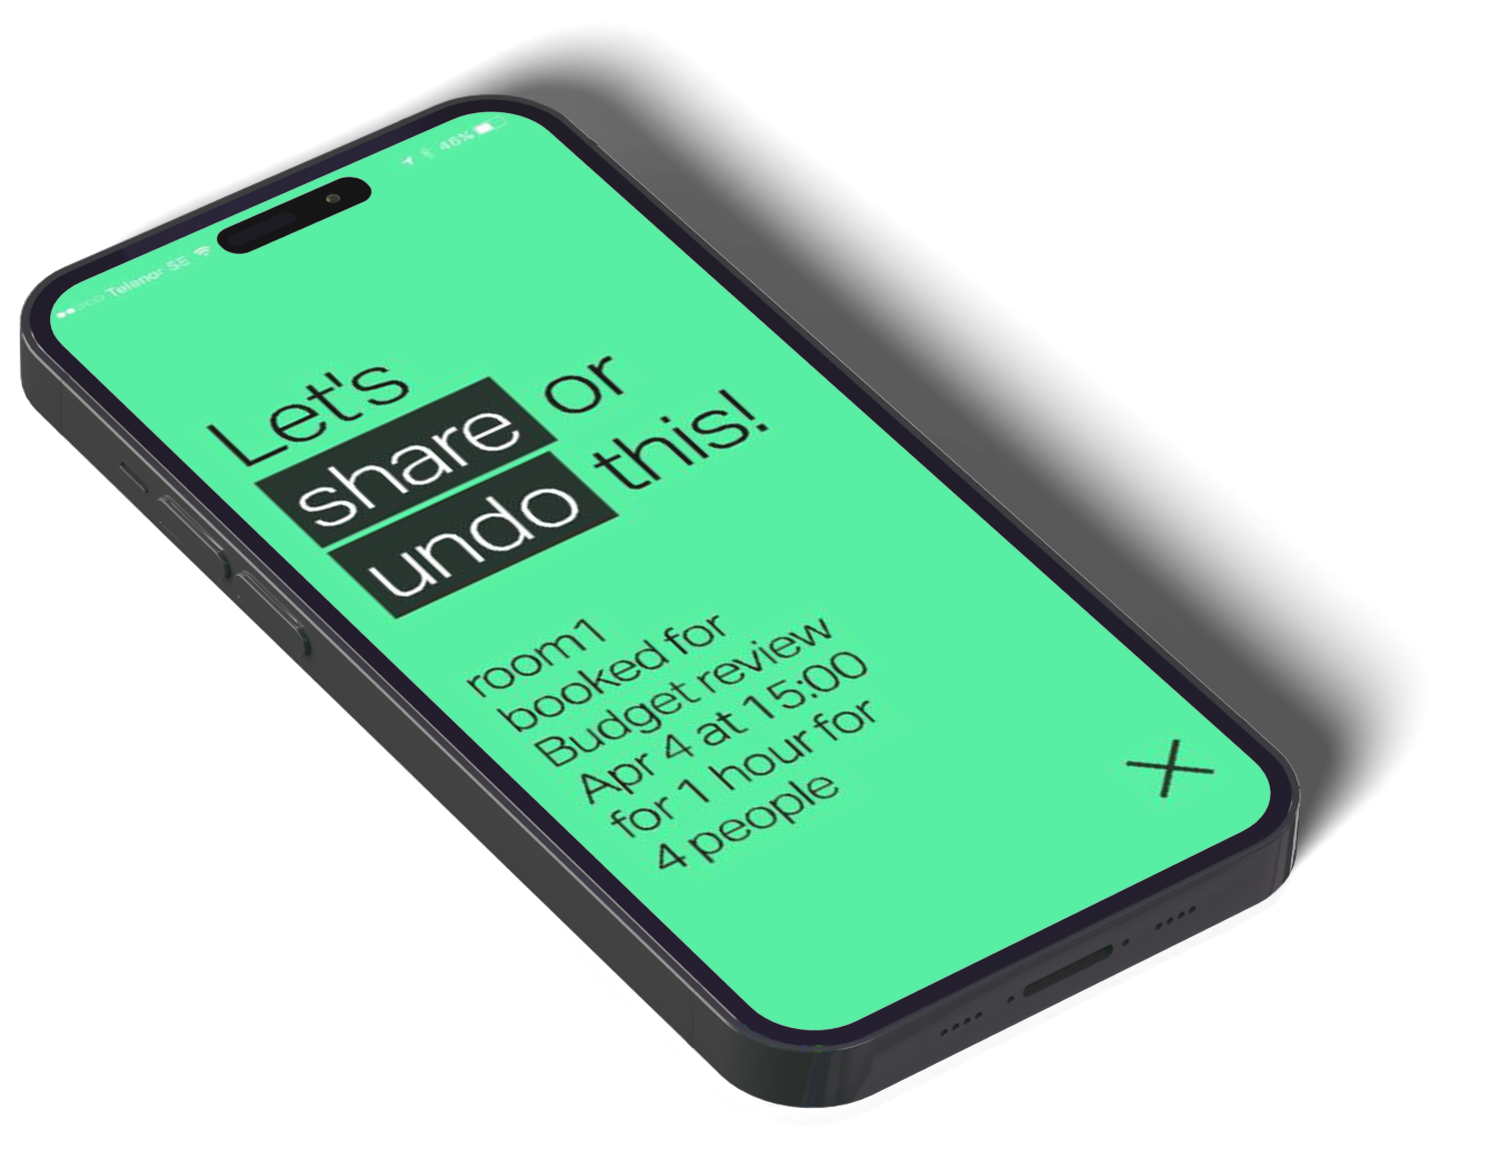 Telenor SE 46%
Let's
share or
undo this!
room1
booked for
Budget review
Apr 4 at 15:00
for 1 hour for
4 people